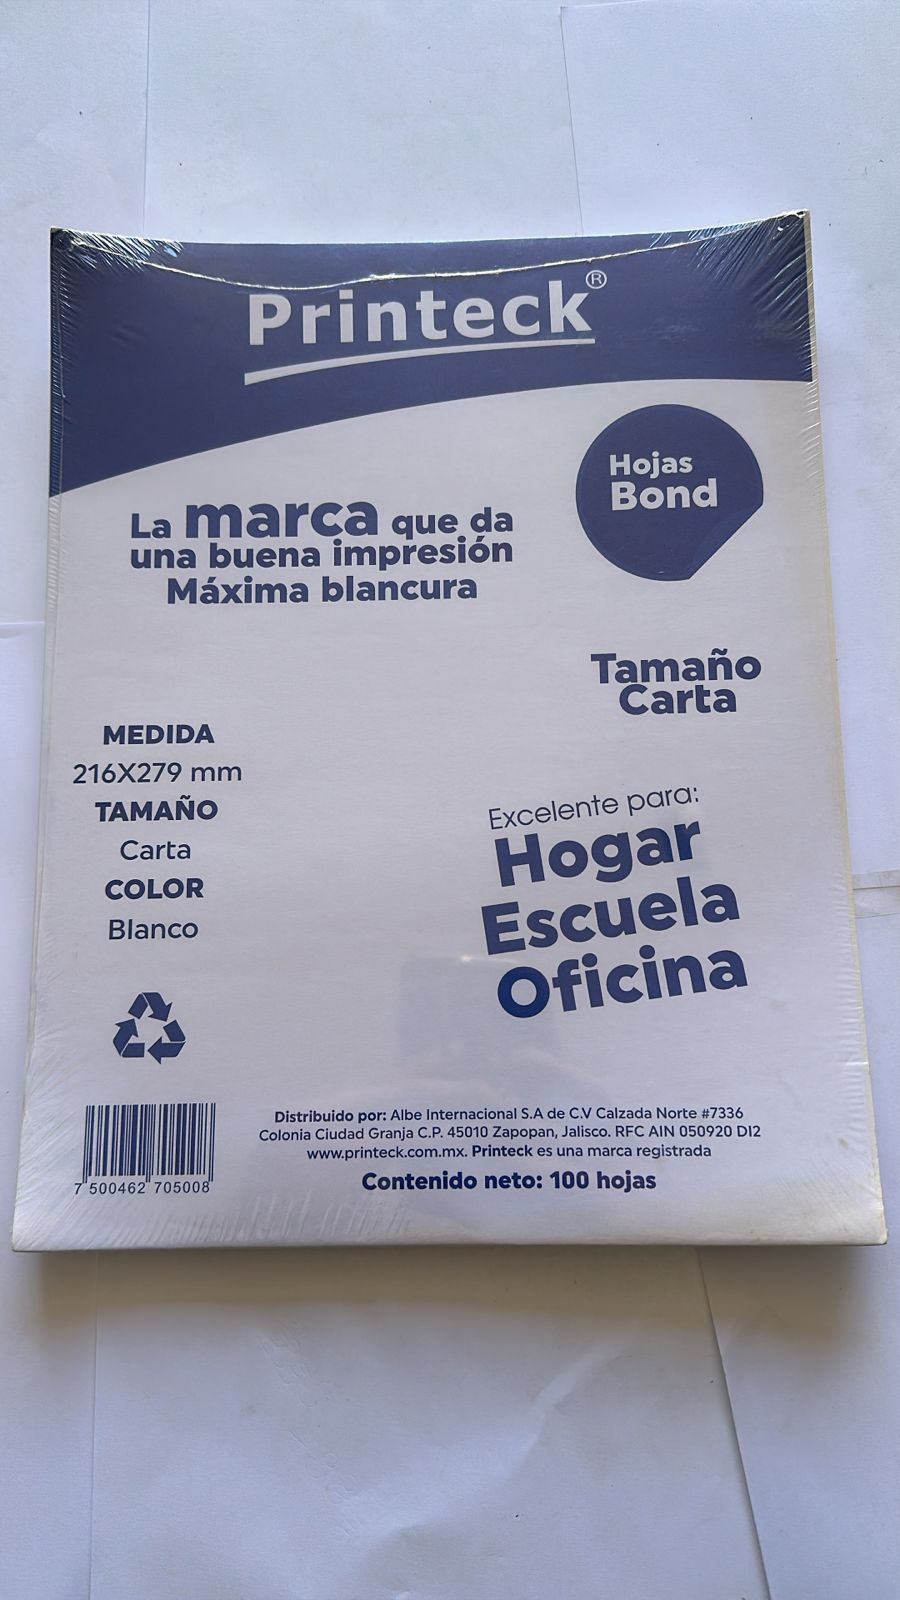 Printeck®
Hojas
Bond
La marca que da
una buena impresión
Máxima blancura
Tamaño
Carta
MEDIDA
216X279 mm
TAMAÑO
Carta
COLOR
Blanco
Excelente para:
Hogar
Escuela
Oficina
Distribuido por: Albe Internacional S.A de C.V Calzada Norte #7336
Colonia Ciudad Granja C.P. 45010 Zapopan, Jalisco. RFC AIN 050920 DI2
www.printeck.com.mx. Printeck es una marca registrada
Contenido neto: 100 hojas
7 500462 705008